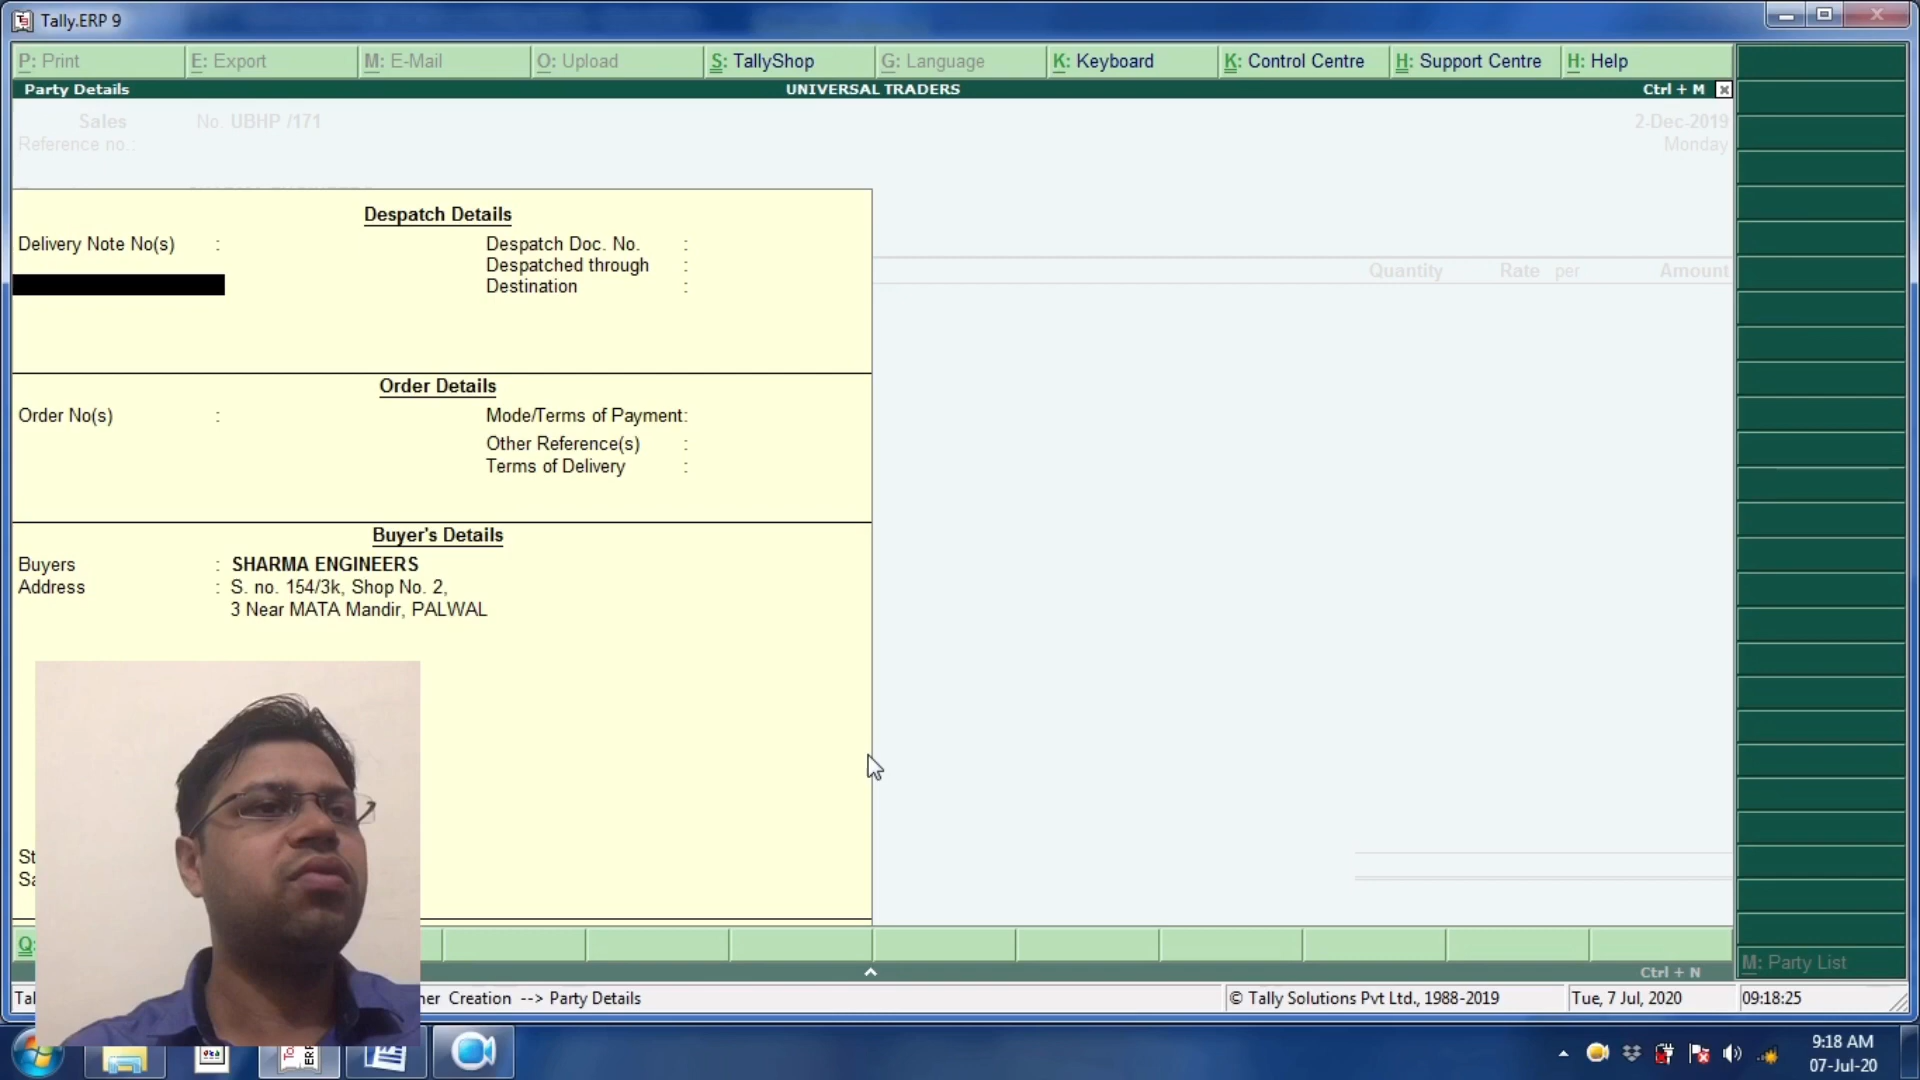 Tally.ERP 9
P: Print E: Export M: E-Mail O: Upload S: TallyShop G: Language K: Keyboard K: Control Centre H: Support Centre H: Help
Party Details UNIVERSAL TRADERS Ctrl + M
Sales No. UBHP /171 2-Dec-2019
Reference no.: Monday
Despatch Details
Delivery Note No(s) : Despatch Doc. No. :
Despatched through :
Destination :
Quantity Rate per Amount
Order Details
Order No(s) : Mode/Terms of Payment:
Other Reference(s) :
Terms of Delivery :
Buyer's Details
Buyers : SHARMA ENGINEERS
Address : S. no. 154/3k, Shop No. 2,
3 Near MATA Mandir, PALWAL
Q:
M: Party List
Ctrl + N
Creation --> Party Details © Tally Solutions Pvt Ltd., 1988-2019 Tue, 7 Jul, 2020 09:18:25
9:18 AM
07-Jul-20